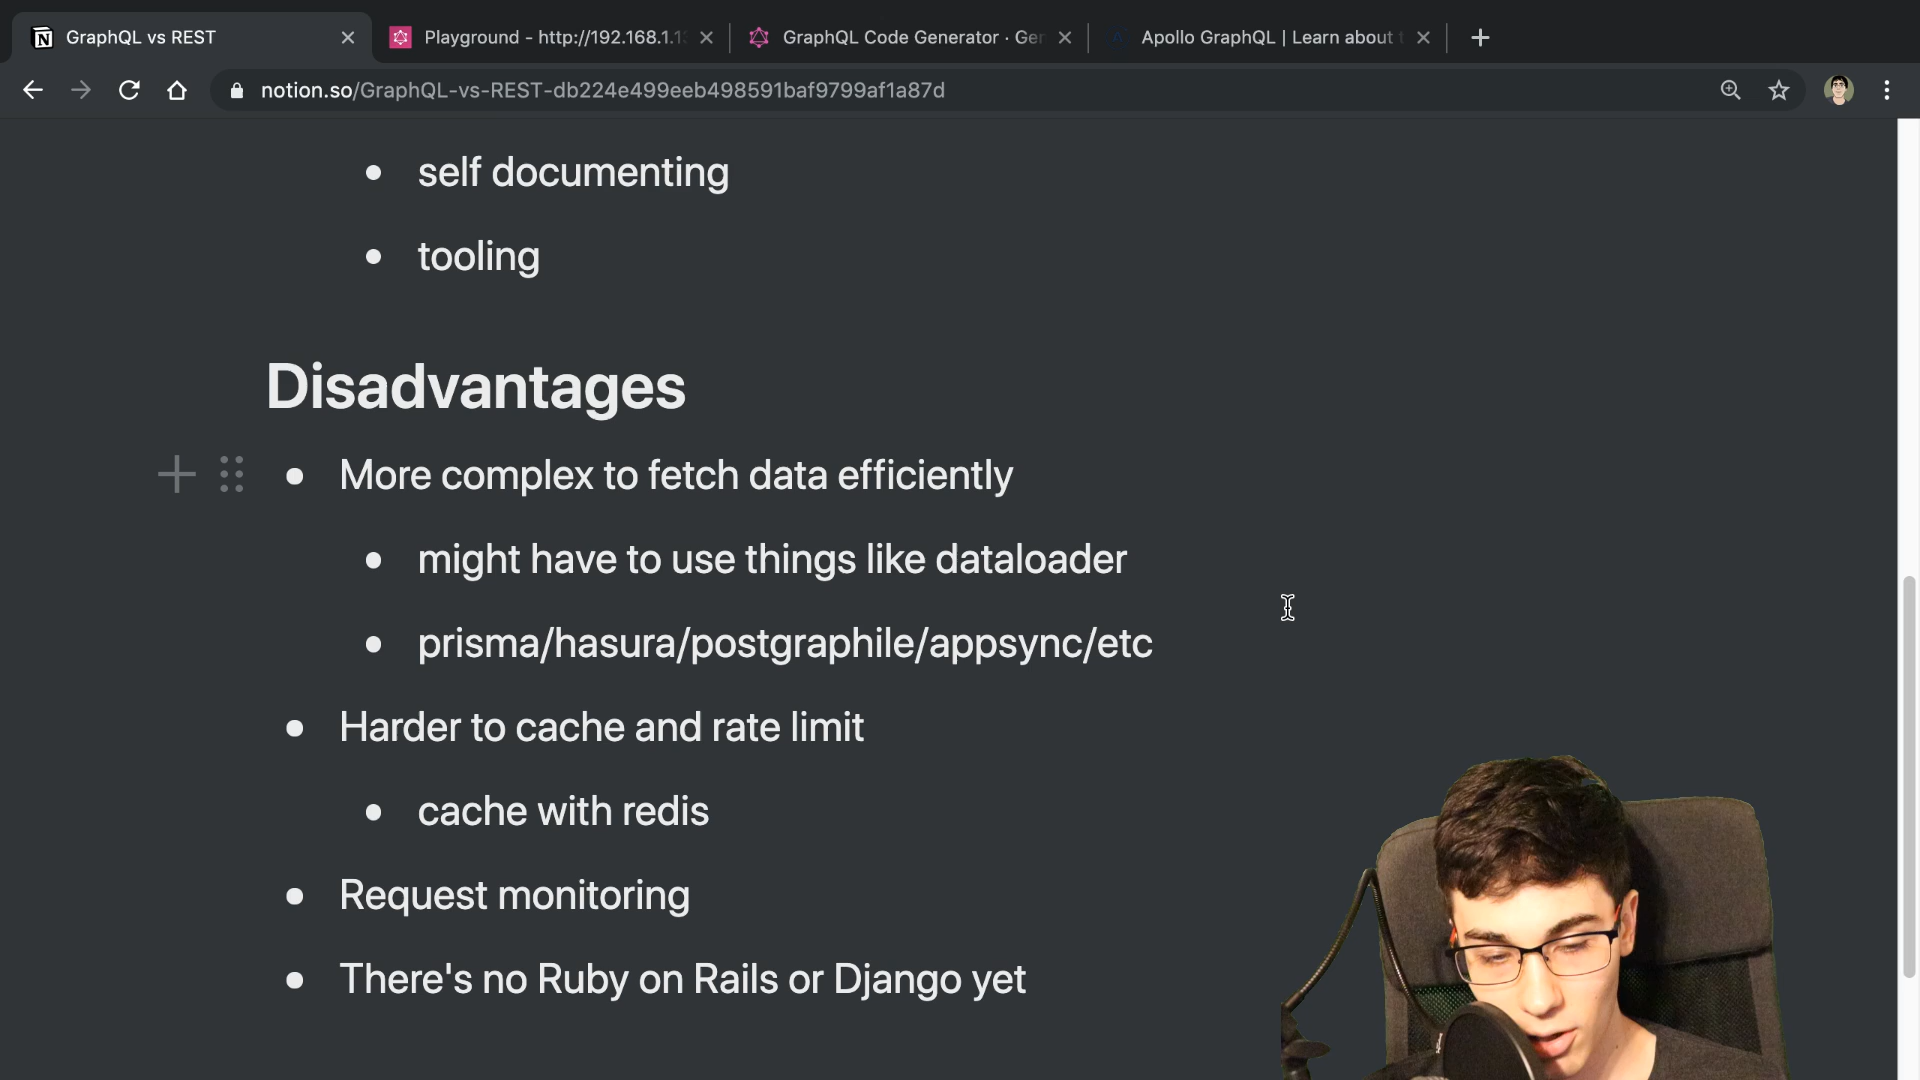 GraphQL vs REST
Playground - http://192.168.1.1
GraphQL Code Generator · Ger
Apollo GraphQL | Learn about
notion.so/GraphQL-vs-REST-db224e499eeb498591baf9799af1a87d
self documenting
tooling
Disadvantages
More complex to fetch data efficiently
might have to use things like dataloader
prisma/hasura/postgraphile/appsync/etc
Harder to cache and rate limit
cache with redis
Request monitoring
There's no Ruby on Rails or Django yet